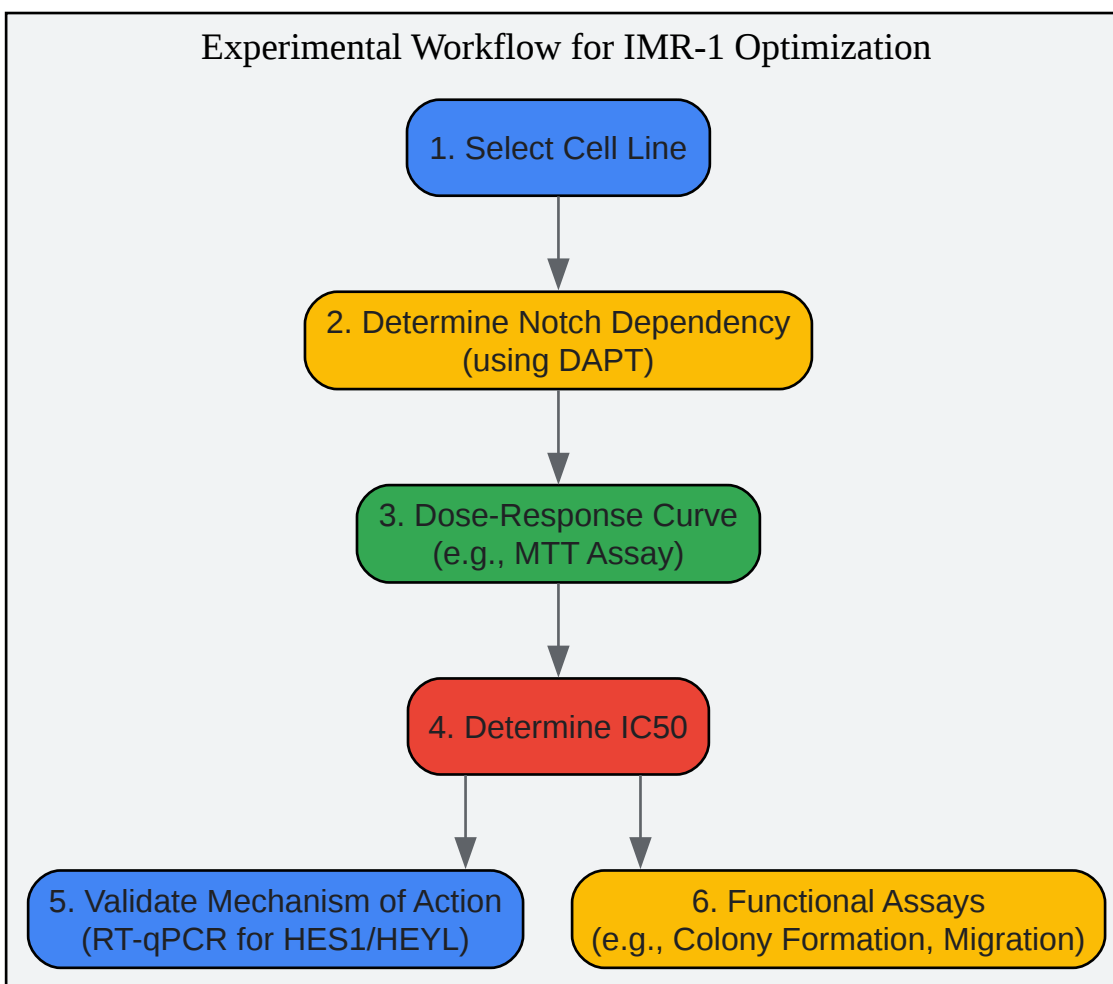 Experimental Workflow for IMR-1 Optimization
1. Select Cell Line
2. Determine Notch Dependency
(using DAPT)
3. Dose-Response Curve
(e.g., MTT Assay)
4. Determine IC50
5. Validate Mechanism of Action
(RT-qPCR for HES1/HEYL)
6. Functional Assays
(e.g., Colony Formation, Migration)